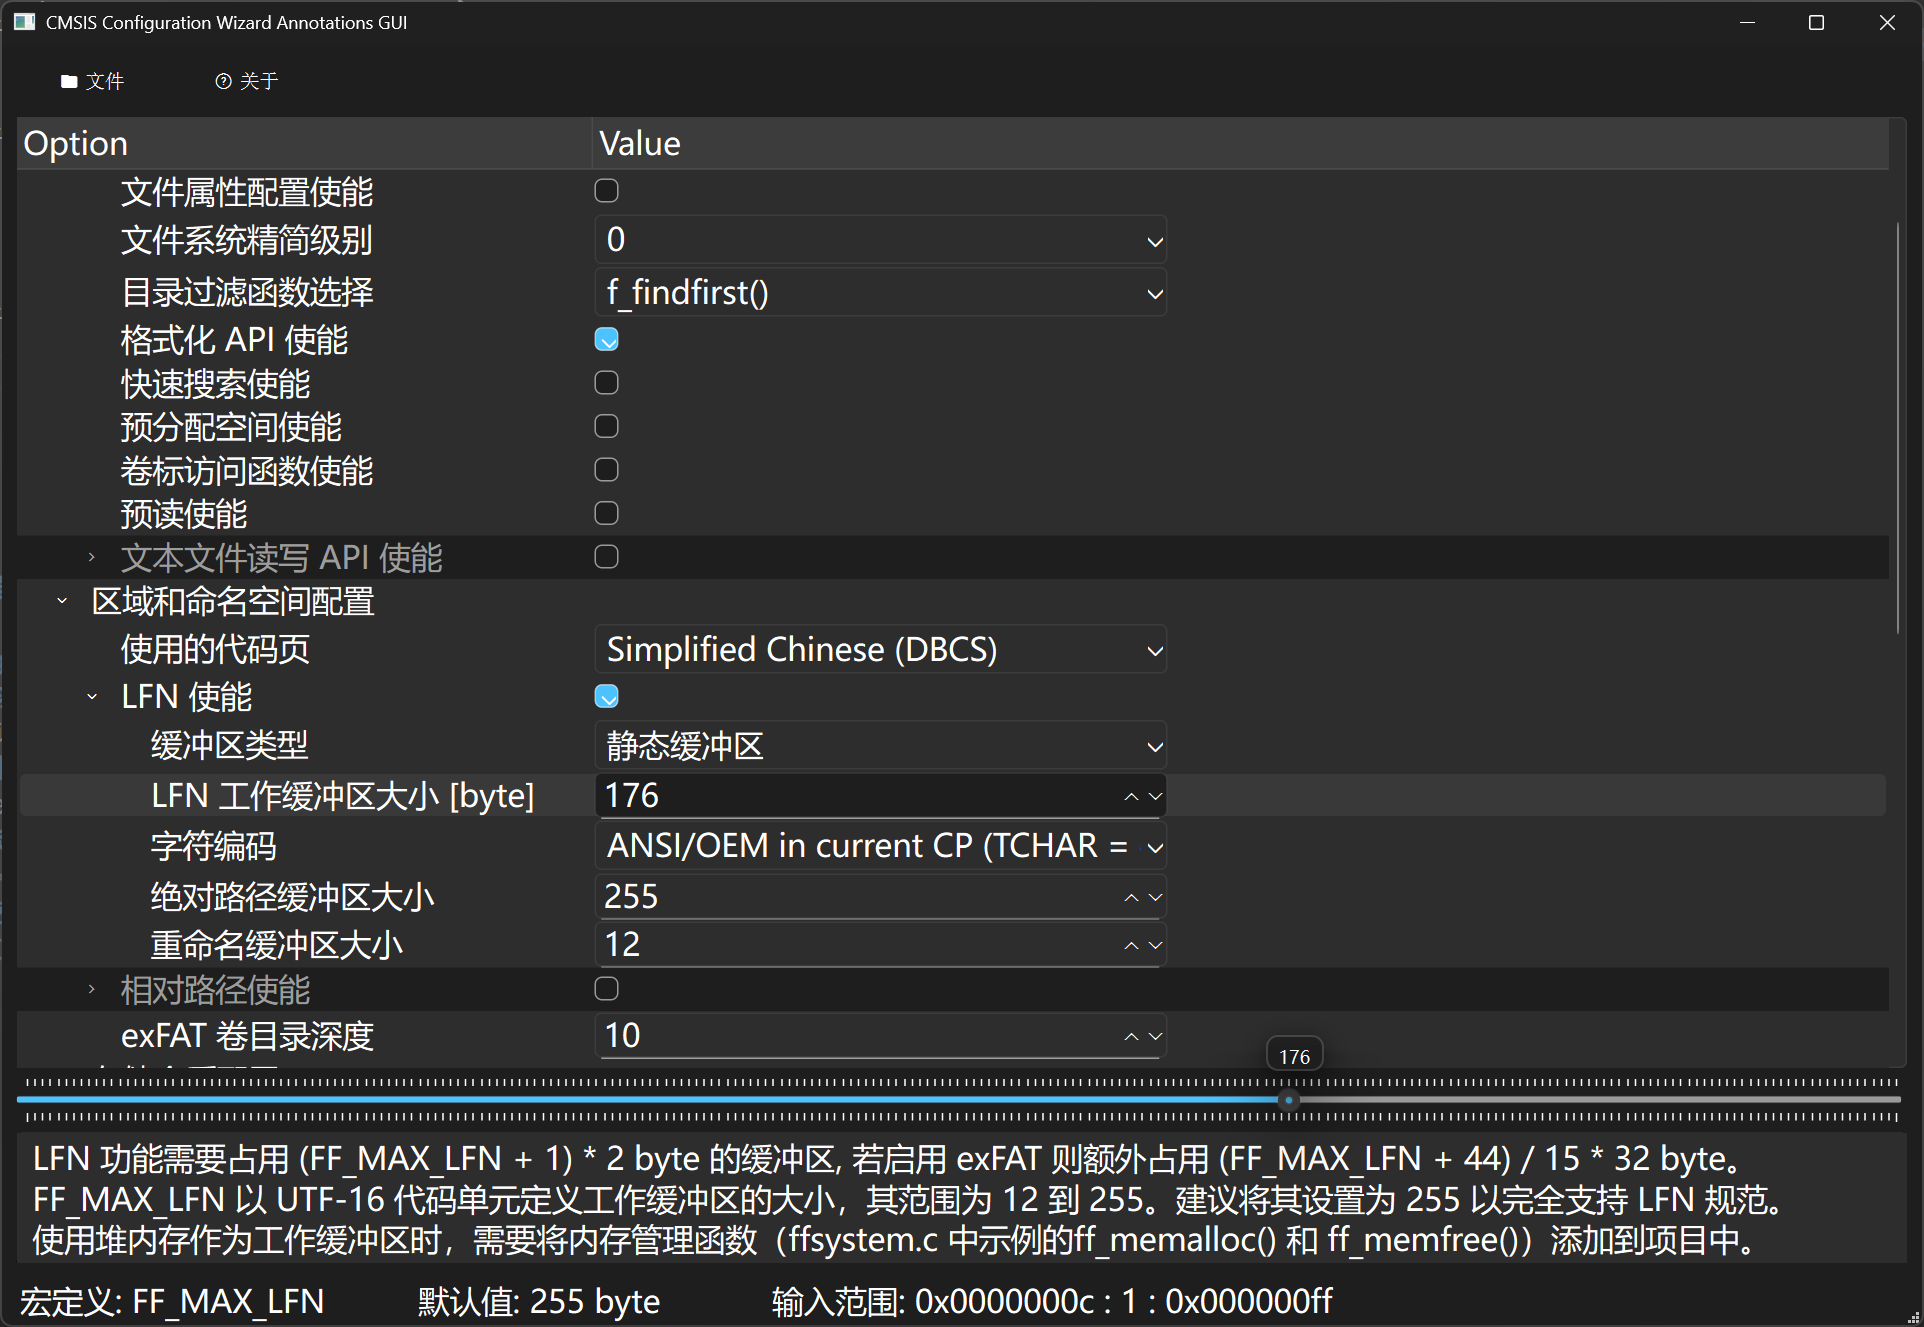 CMSIS Configuration Wizard Annotations GUI
文件 关于
Option Value
文件属性配置使能
文件系统精简级别 0
目录过滤函数选择 f_findfirst()
格式化 API 使能
快速搜索使能
预分配空间使能
卷标访问函数使能
预读使能
文本文件读写 API 使能
区域和命名空间配置
使用的代码页 Simplified Chinese (DBCS)
LFN 使能
缓冲区类型 静态缓冲区
LFN 工作缓冲区大小 [byte] 176
字符编码 ANSI/OEM in current CP (TCHAR =
绝对路径缓冲区大小 255
重命名缓冲区大小 12
相对路径使能
exFAT 卷目录深度 10
176
LFN 功能需要占用 (FF_MAX_LFN + 1) * 2 byte 的缓冲区, 若启用 exFAT 则额外占用 (FF_MAX_LFN + 44) / 15 * 32 byte。
FF_MAX_LFN 以 UTF-16 代码单元定义工作缓冲区的大小，其范围为 12 到 255。建议将其设置为 255 以完全支持 LFN 规范。
使用堆内存作为工作缓冲区时，需要将内存管理函数（ffsystem.c 中示例的ff_memalloc() 和 ff_memfree()）添加到项目中。
宏定义: FF_MAX_LFN 默认值: 255 byte 输入范围: 0x0000000c : 1 : 0x000000ff